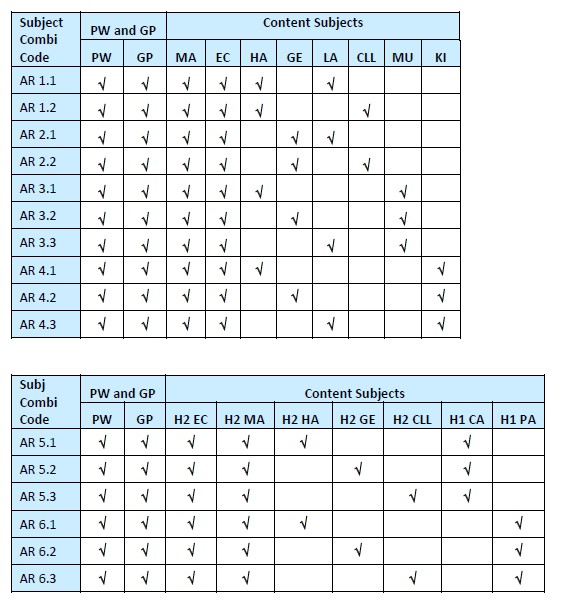 Subject Combi Code PW and GP Content Subjects
PW GP MA EC HA GE LA CLL MU KI
AR 1.1 √ √ √ √ √ √
AR 1.2 √ √ √ √ √ √
AR 2.1 √ √ √ √ √ √
AR 2.2 √ √ √ √ √ √
AR 3.1 √ √ √ √ √ √
AR 3.2 √ √ √ √ √ √
AR 3.3 √ √ √ √ √ √
AR 4.1 √ √ √ √ √ √
AR 4.2 √ √ √ √ √ √
AR 4.3 √ √ √ √ √ √
Subj Combi Code PW and GP Content Subjects
PW GP H2 EC H2 MA H2 HA H2 GE H2 CLL H1 CA H1 PA
AR 5.1 √ √ √ √ √ √
AR 5.2 √ √ √ √ √ √
AR 5.3 √ √ √ √ √ √
AR 6.1 √ √ √ √ √ √
AR 6.2 √ √ √ √ √ √
AR 6.3 √ √ √ √ √ √